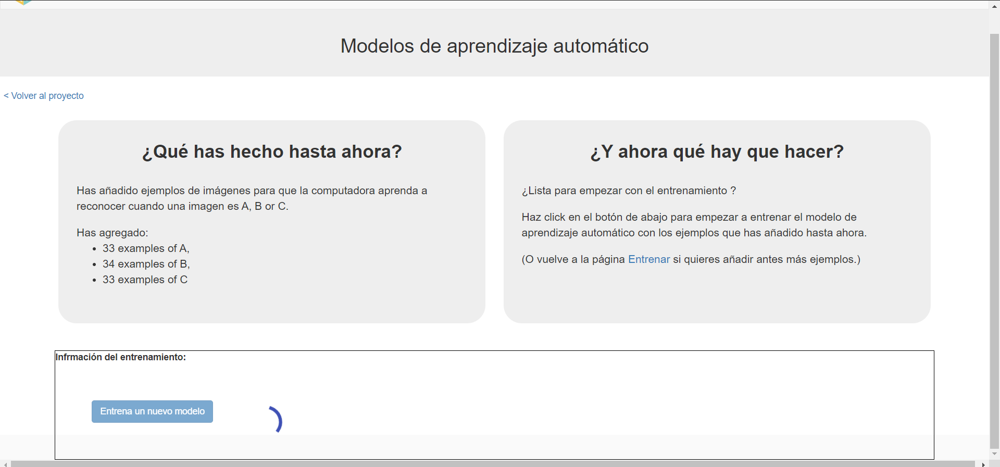 Modelos de aprendizaje automático
< Volver al proyecto
¿Qué has hecho hasta ahora?
Has añadido ejemplos de imágenes para que la computadora aprenda a
reconocer cuando una imagen es A, B or C.
Has agregado:
• 33 examples of A,
• 34 examples of B,
• 33 examples of C
¿Y ahora qué hay que hacer?
¿Lista para empezar con el entrenamiento ?
Haz click en el botón de abajo para empezar a entrenar el modelo de
aprendizaje automático con los ejemplos que has añadido hasta ahora.
(O vuelve a la página Entrenar si quieres añadir antes más ejemplos.)
Infrmación del entrenamiento:
Entrena un nuevo modelo